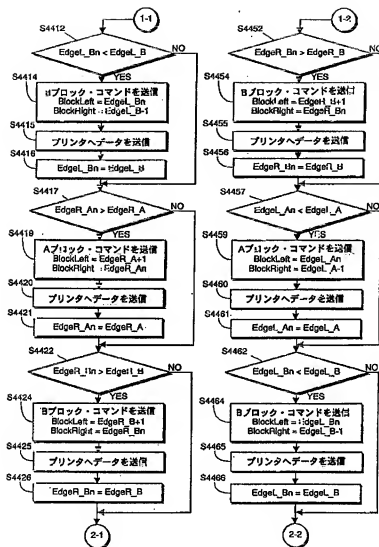 1-1
S4412
EdgeL_Bn < EdgeL_B
NO
YES
S4414
Bブロック・コマンドを送信
BlockLeft = EdgeL_Bn
BlockRight = EdgeL_B-1
S4415
プリンタへデータを送信
S4416
EdgeL_Bn = EdgeL_B
S4417
EdgeR_An > EdgeR_A
NO
YES
S4419
Aブロック・コマンドを送信
BlockLeft = EdgeR_A+1
BlockRight = EdgeR_An
S4420
プリンタへデータを送信
S4421
EdgeR_An = EdgeR_A
S4422
EdgeR_Bn > EdgeR_B
NO
YES
S4424
Bブロック・コマンドを送信
BlockLeft = EdgeR_B+1
BlockRight = EdgeR_Bn
S4425
プリンタへデータを送信
S4426
EdgeR_Bn = EdgeR_B
2-1
1-2
S4452
EdgeR_Bn > EdgeR_B
NO
YES
S4454
Bブロック・コマンドを送信
BlockLeft = EdgeR_B+1
BlockRight = EdgeR_Bn
S4455
プリンタへデータを送信
S4456
EdgeR_Bn = EdgeR_B
S4457
EdgeL_An < EdgeL_A
NO
YES
S4459
Aブロック・コマンドを送信
BlockLeft = EdgeL_An
BlockRight = EdgeL_A-1
S4460
プリンタへデータを送信
S4461
EdgeL_An = EdgeL_A
S4462
EdgeL_Bn < EdgeL_B
NO
YES
S4464
Bブロック・コマンドを送信
BlockLeft = EdgeL_Bn
BlockRight = EdgeL_B-1
S4465
プリンタへデータを送信
S4466
EdgeL_Bn = EdgeL_B
2-2